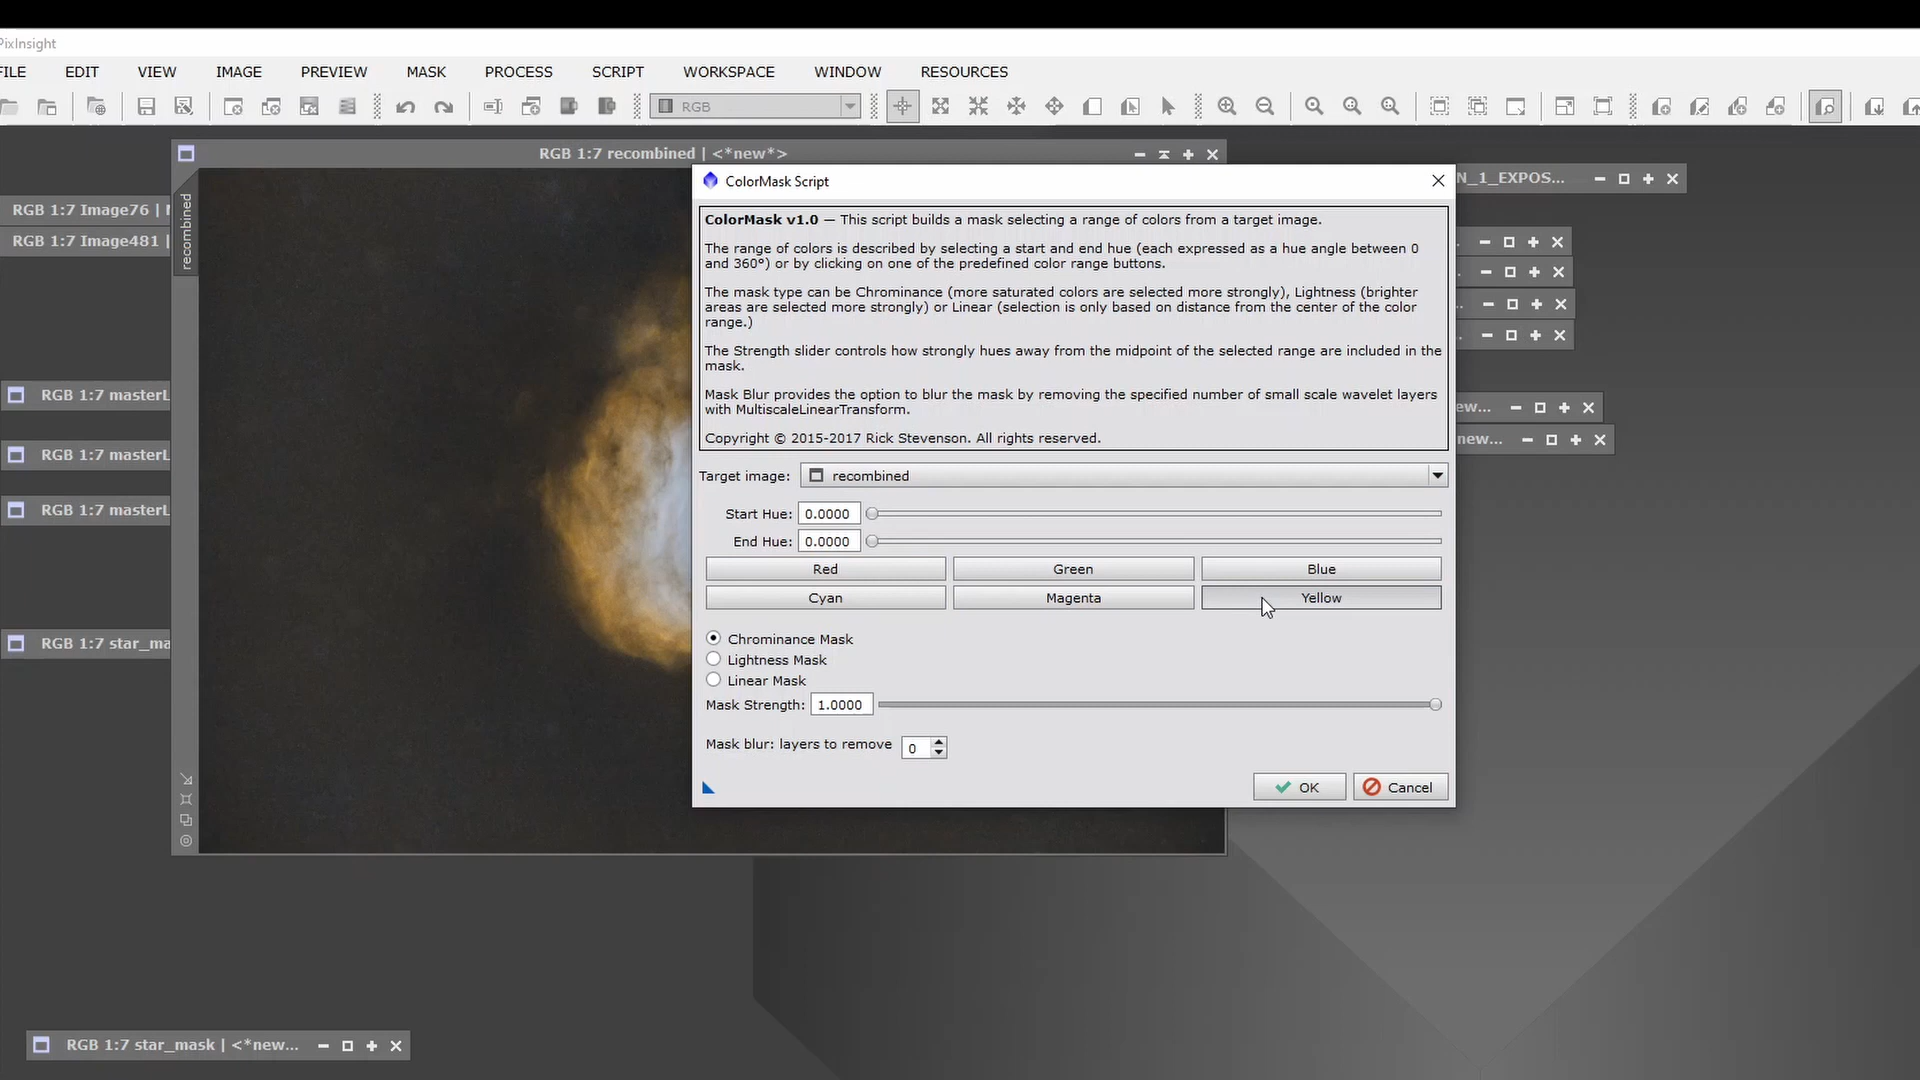 PixInsight
FILE EDIT VIEW IMAGE PREVIEW MASK PROCESS SCRIPT WORKSPACE WINDOW RESOURCES
RGB
RGB 1:7 recombined | <*new*>
recombined
RGB 1:7 Image76 |
RGB 1:7 Image481 |
RGB 1:7 masterL
RGB 1:7 masterL
RGB 1:7 masterL
RGB 1:7 star_ma
RGB 1:7 star_mask | <*new...
N_1_EXPOS...
ew...
new...
ColorMask Script
ColorMask v1.0 — This script builds a mask selecting a range of colors from a target image.
The range of colors is described by selecting a start and end hue (each expressed as a hue angle between 0
and 360°) or by clicking on one of the predefined color range buttons.
The mask type can be Chrominance (more saturated colors are selected more strongly), Lightness (brighter
areas are selected more strongly) or Linear (selection is only based on distance from the center of the color
range.)
The Strength slider controls how strongly hues away from the midpoint of the selected range are included in the
mask.
Mask Blur provides the option to blur the mask by removing the specified number of small scale wavelet layers
with MultiscaleLinearTransform.
Copyright © 2015-2017 Rick Stevenson. All rights reserved.
Target image: recombined
Start Hue: 0.0000
End Hue: 0.0000
Red Green Blue
Cyan Magenta Yellow
Chrominance Mask
Lightness Mask
Linear Mask
Mask Strength: 1.0000
Mask blur: layers to remove 0
OK Cancel